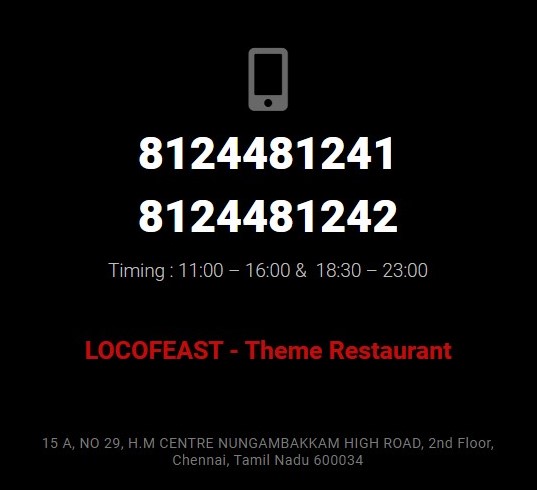 8124481241
8124481242
Timing : 11:00 – 16:00 &  18:30 – 23:00
LOCOFEAST - Theme Restaurant
15 A, NO 29, H.M CENTRE NUNGAMBAKKAM HIGH ROAD, 2nd Floor,
Chennai, Tamil Nadu 600034